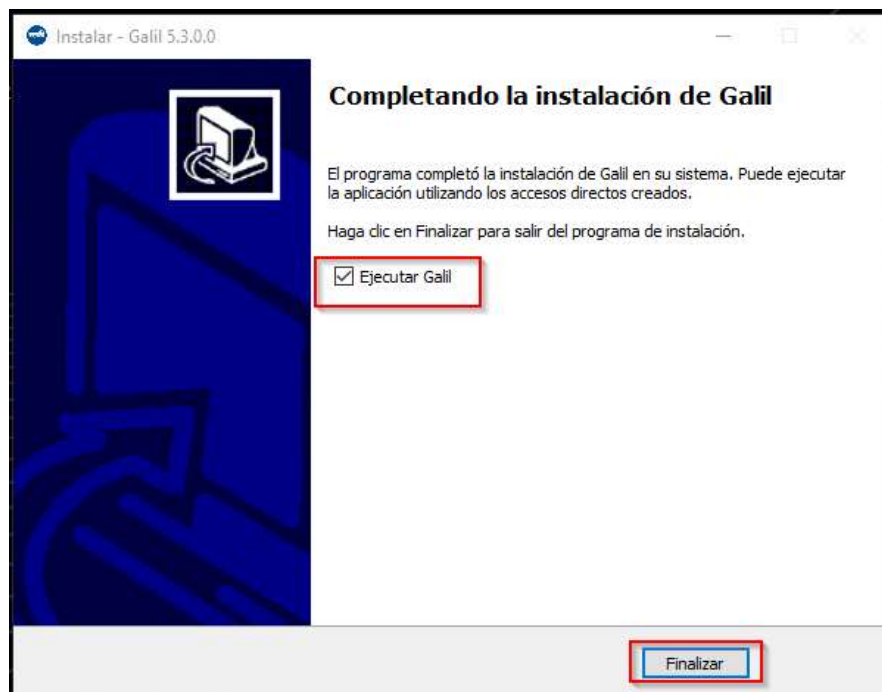 Instalar - Galil 5.3.0.0
Completando la instalación de Galil
El programa completó la instalación de Galil en su sistema. Puede ejecutar
la aplicación utilizando los accesos directos creados.
Haga clic en Finalizar para salir del programa de instalación.
Ejecutar Galil
Finalizar